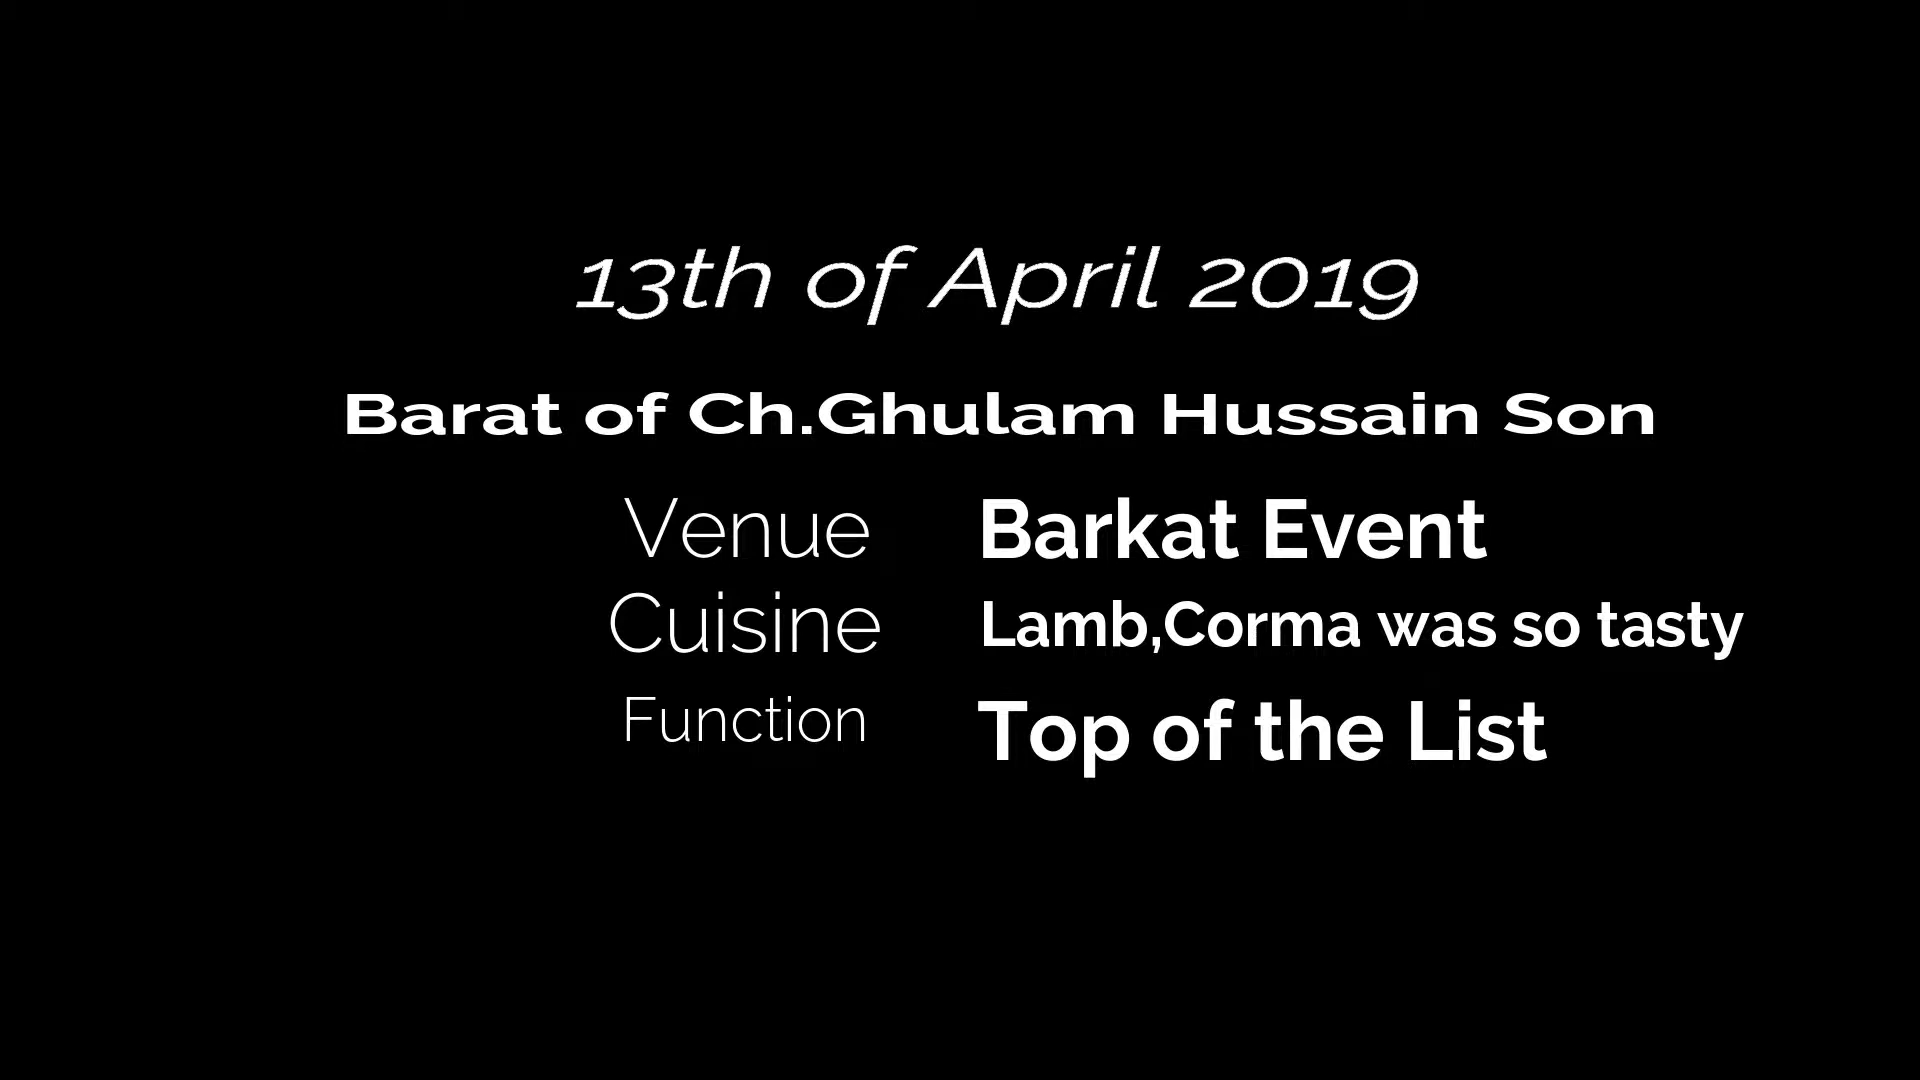 13th of April 2019
Barat of Ch.Ghulam Hussain Son
Venue Barkat Event
Cuisine Lamb,Corma was so tasty
Function Top of the List